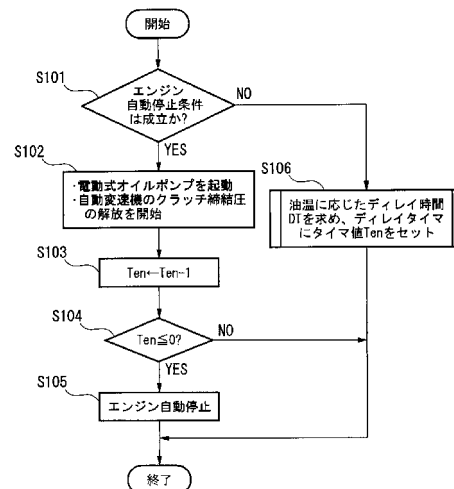 開始
S101
エンジン
自動停止条件
は成立か?
NO
YES
S102
・電動式オイルポンプを起動
・自動変速機のクラッチ締結圧
の解放を開始
S106
油温に応じたディレイ時間
DTを求め、ディレイタイマ
にタイマ値Tenをセット
S103
Ten←Ten-1
S104
Ten≦0?
NO
YES
S105
エンジン自動停止
終了